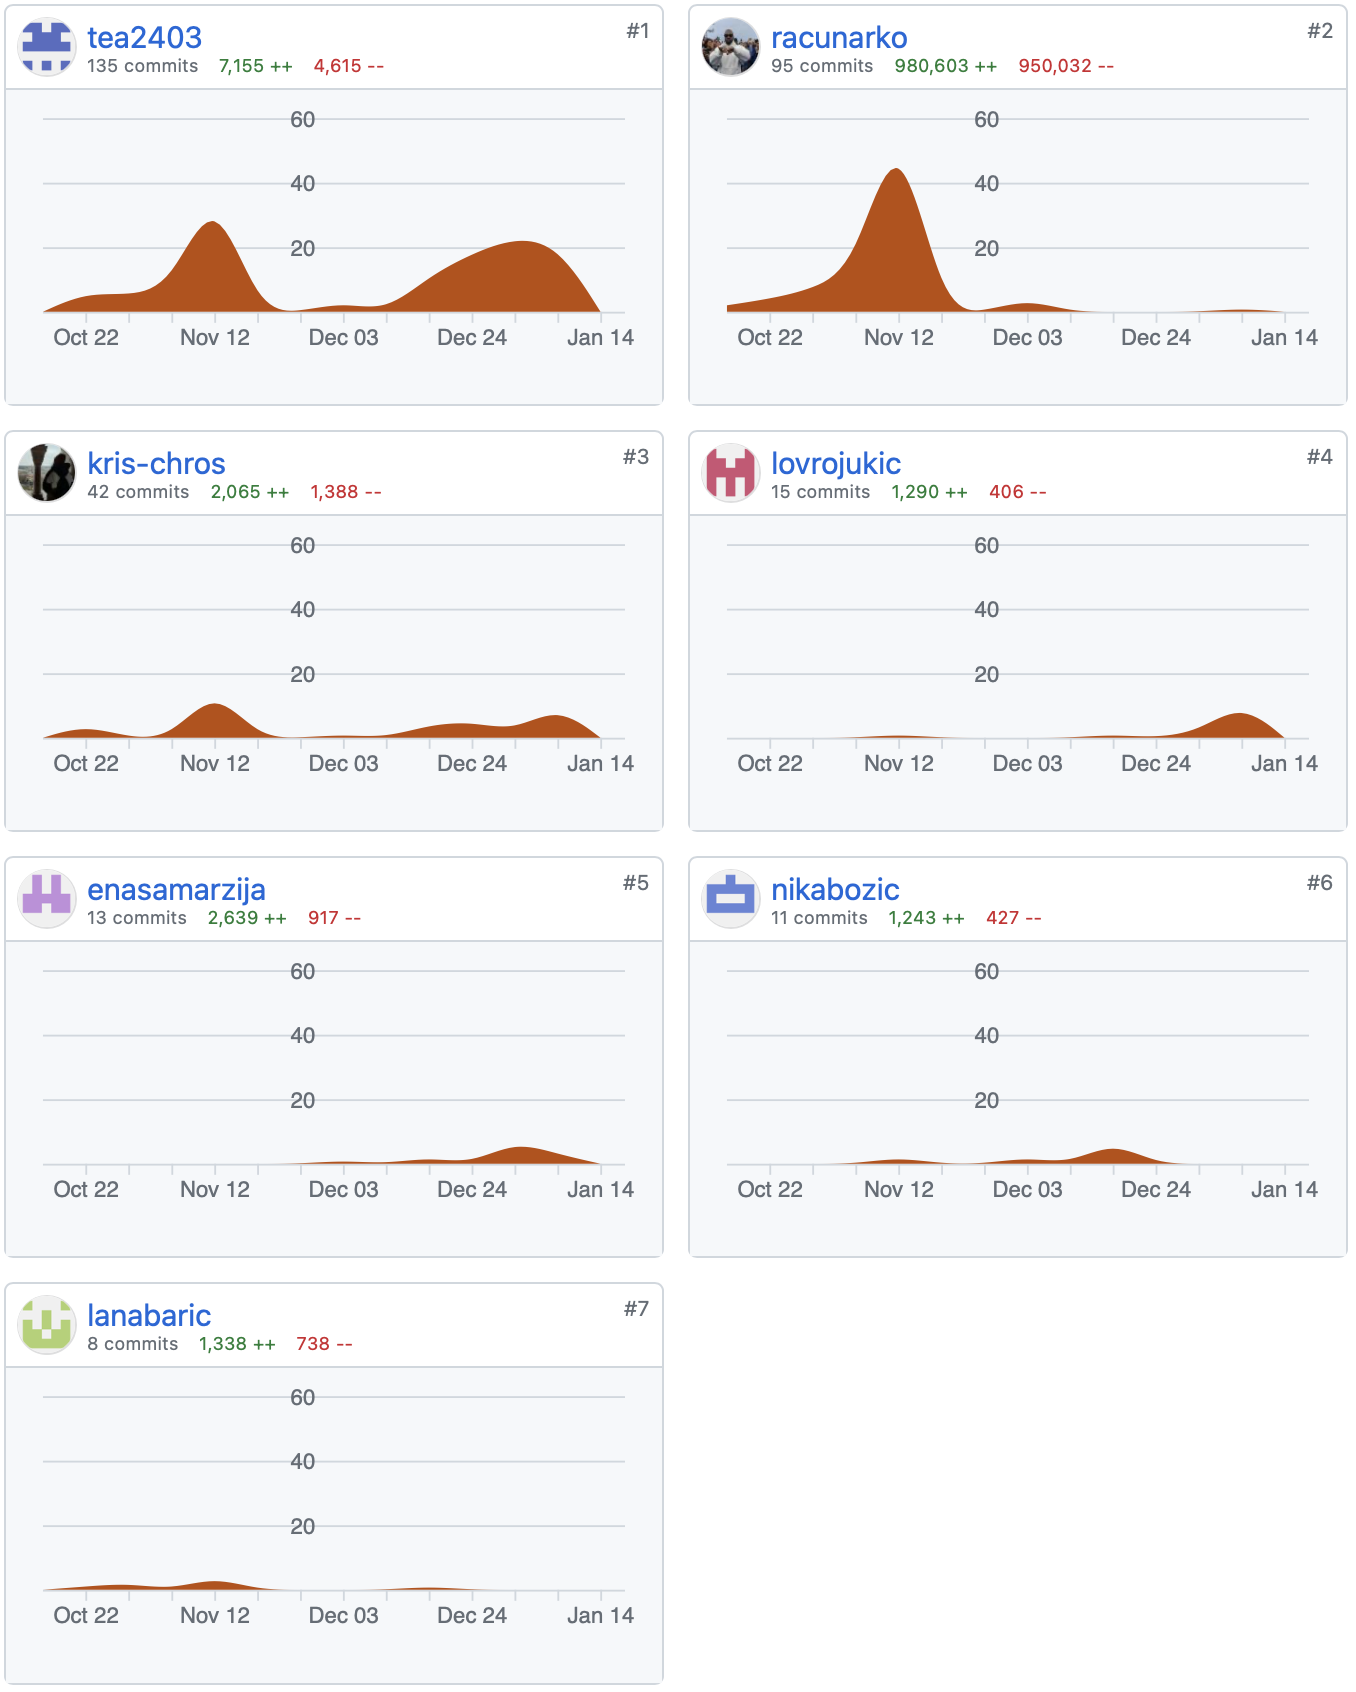 tea2403 #1
135 commits 7,155 ++ 4,615 --
60
40
20
Oct 22 Nov 12 Dec 03 Dec 24 Jan 14
racunarko #2
95 commits 980,603 ++ 950,032 --
60
40
20
Oct 22 Nov 12 Dec 03 Dec 24 Jan 14
kris-chros #3
42 commits 2,065 ++ 1,388 --
60
40
20
Oct 22 Nov 12 Dec 03 Dec 24 Jan 14
lovrojukic #4
15 commits 1,290 ++ 406 --
60
40
20
Oct 22 Nov 12 Dec 03 Dec 24 Jan 14
enasamarzija #5
13 commits 2,639 ++ 917 --
60
40
20
Oct 22 Nov 12 Dec 03 Dec 24 Jan 14
nikabozic #6
11 commits 1,243 ++ 427 --
60
40
20
Oct 22 Nov 12 Dec 03 Dec 24 Jan 14
lanabaric #7
8 commits 1,338 ++ 738 --
60
40
20
Oct 22 Nov 12 Dec 03 Dec 24 Jan 14